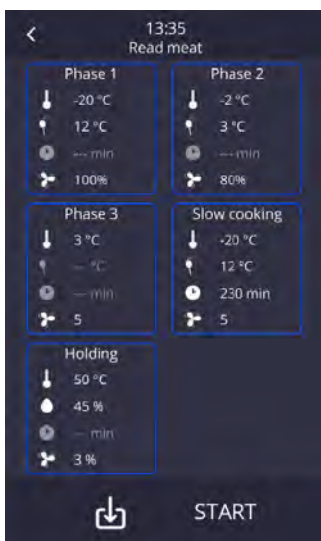 13:35
Read meat
Phase 1
-20 °C
12 °C
--- min
100%
Phase 2
-2 °C
3 °C
--- min
80%
Phase 3
3 °C
-- °C
--- min
5
Slow cooking
-20 °C
12 °C
230 min
5
Holding
50 °C
45 %
--- min
3 %
START